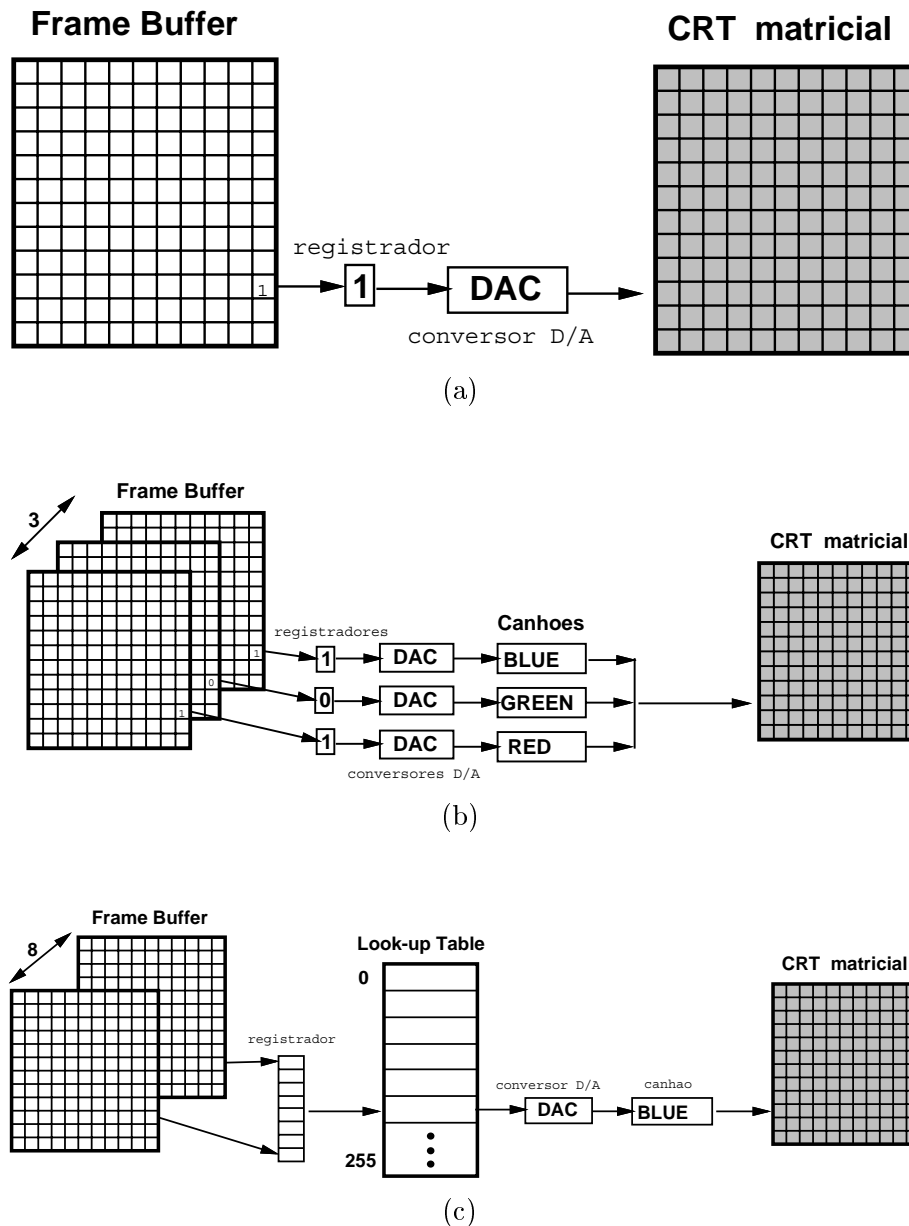 Frame Buffer
CRT matricial
registrador
1
1
DAC
conversor D/A
(a)
Frame Buffer
3
CRT matricial
Canhoes
registradores
1
1
DAC
BLUE
0
0
DAC
GREEN
1
1
DAC
RED
conversores D/A
(b)
Frame Buffer
8
Look-up Table
CRT matricial
0
registrador
conversor D/A
canhao
DAC
BLUE
255
(c)